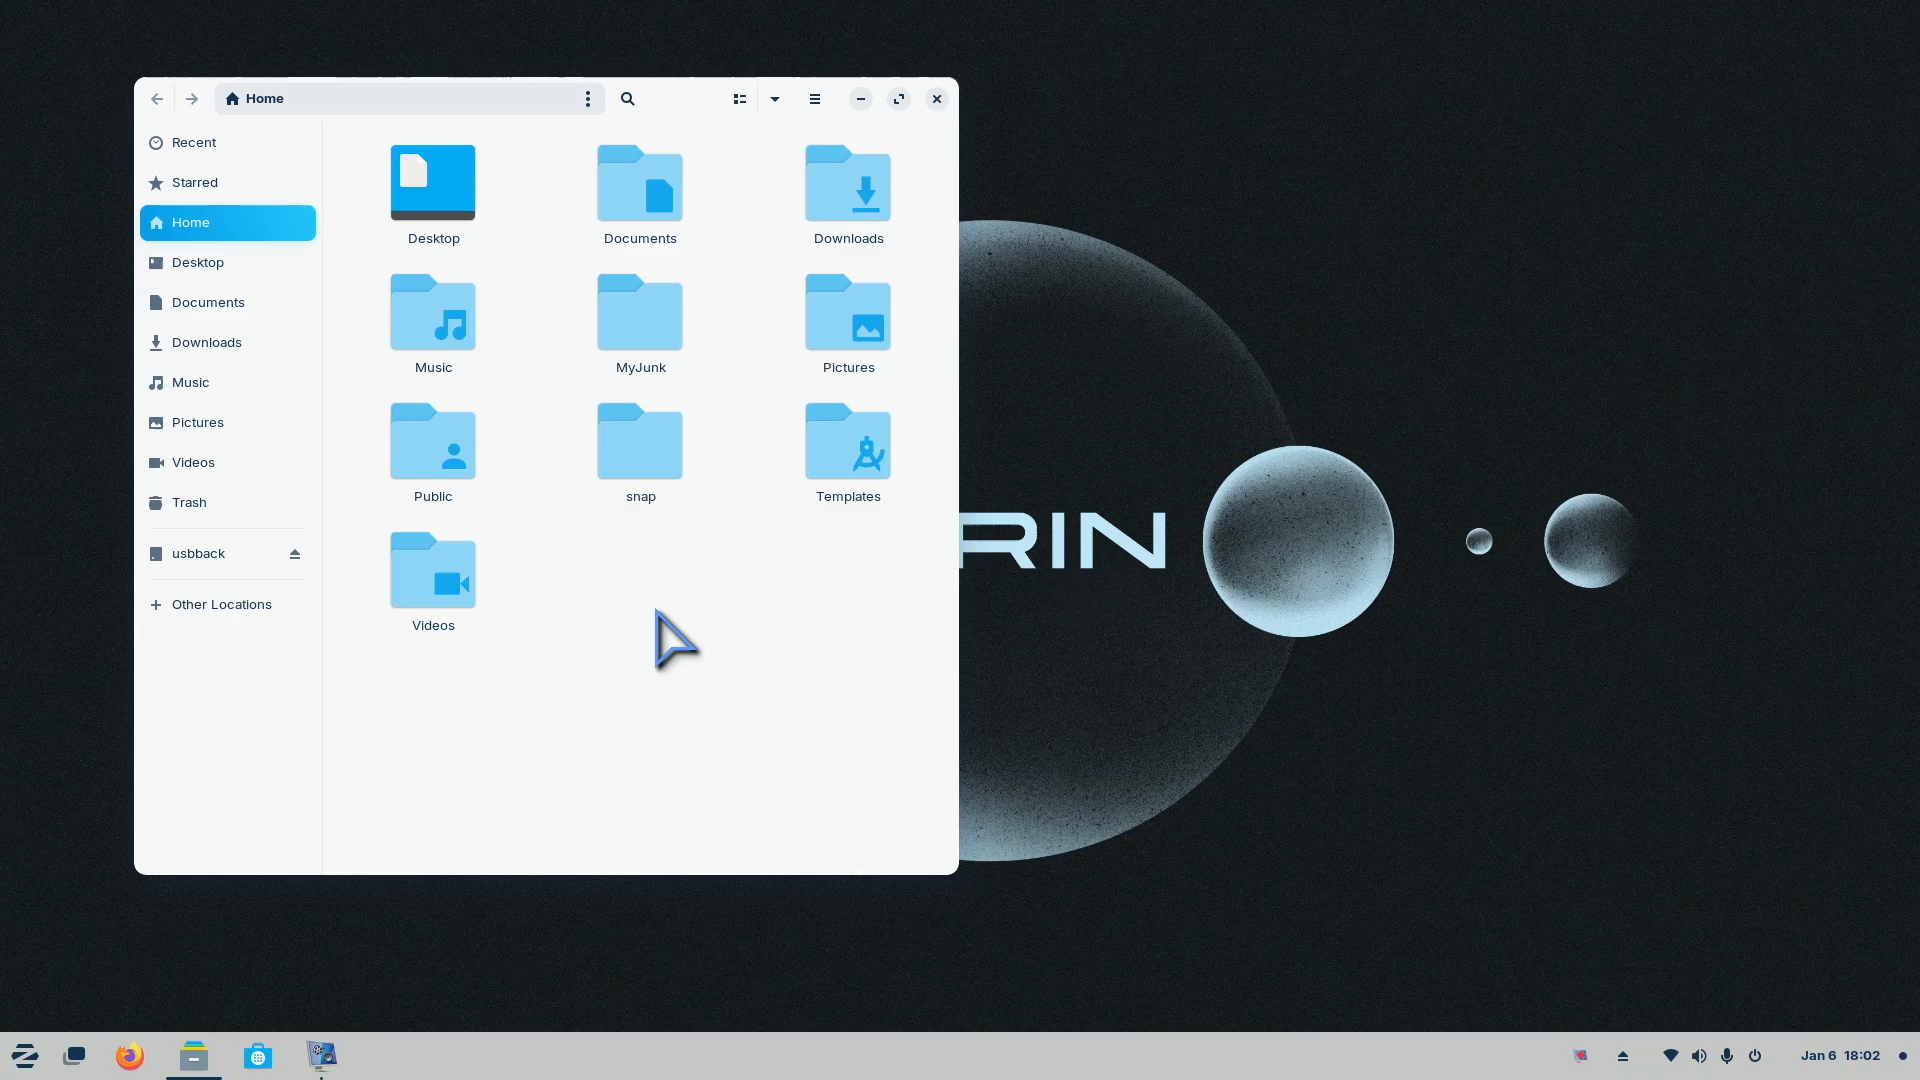 Home
Recent
Starred
Home
Desktop
Documents
Downloads
Music
Pictures
Videos
Trash
usbback
Other Locations
Desktop
Documents
Downloads
Music
MyJunk
Pictures
Public
snap
Templates
Videos
RIN
Jan 6 18:02